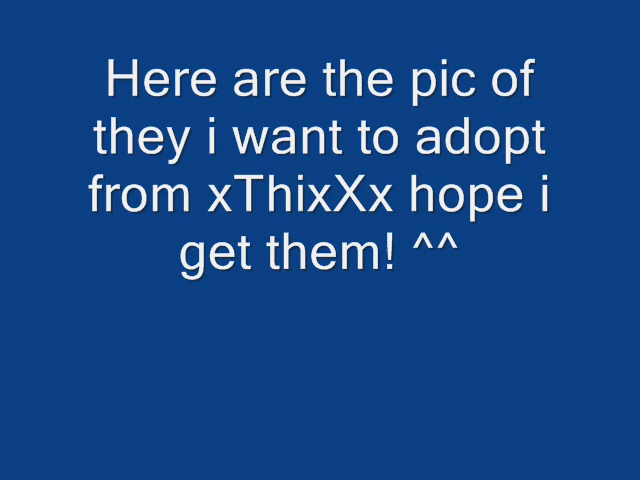 Here are the pic of
they i want to adopt
from xThixXx hope i
get them! ^^